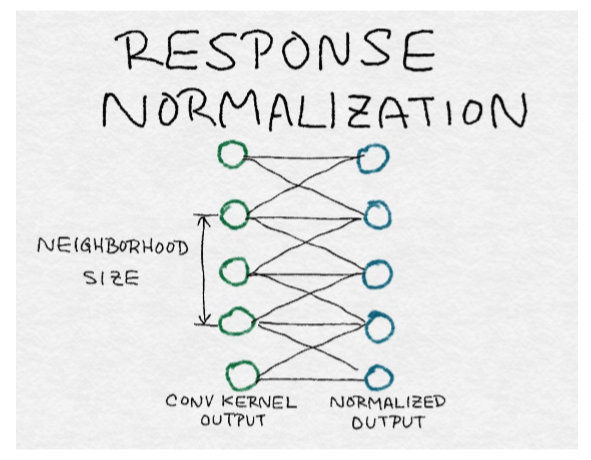 RESPONSE
NORMALIZATION
NEIGHBORHOOD
SIZE
CONV KERNEL
OUTPUT
NORMALIZED
OUTPUT